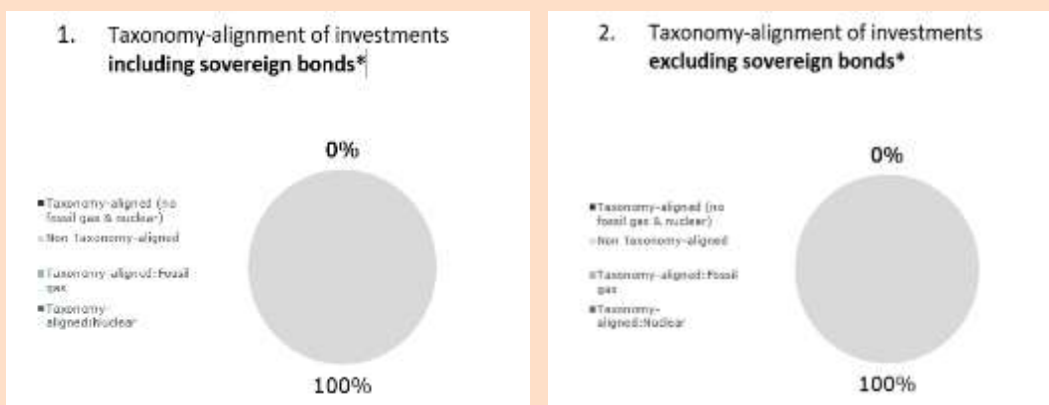 1. Taxonomy-alignment of investments
including sovereign bonds*
0%
Taxonomy-aligned (no
fossil gas & nuclear)
Non Taxonomy-aligned
Taxonomy-aligned:Fossil
gas
Taxonomy-
aligned:Nuclear
100%
2. Taxonomy-alignment of investments
excluding sovereign bonds*
0%
Taxonomy-aligned (no
fossil gas & nuclear)
Non Taxonomy-aligned
Taxonomy-aligned:Fossil
gas
Taxonomy-
aligned:Nuclear
100%